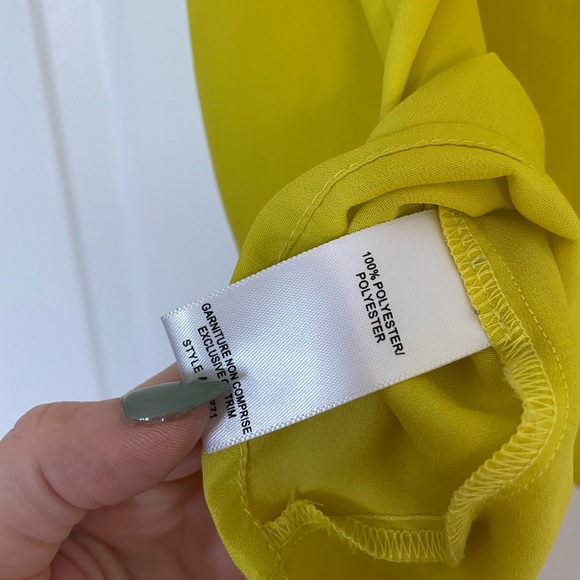 100% POLYESTER/
POLYESTER
GARNITURE NON COMPRISE
EXCLUSIVE TRIM
STYLE